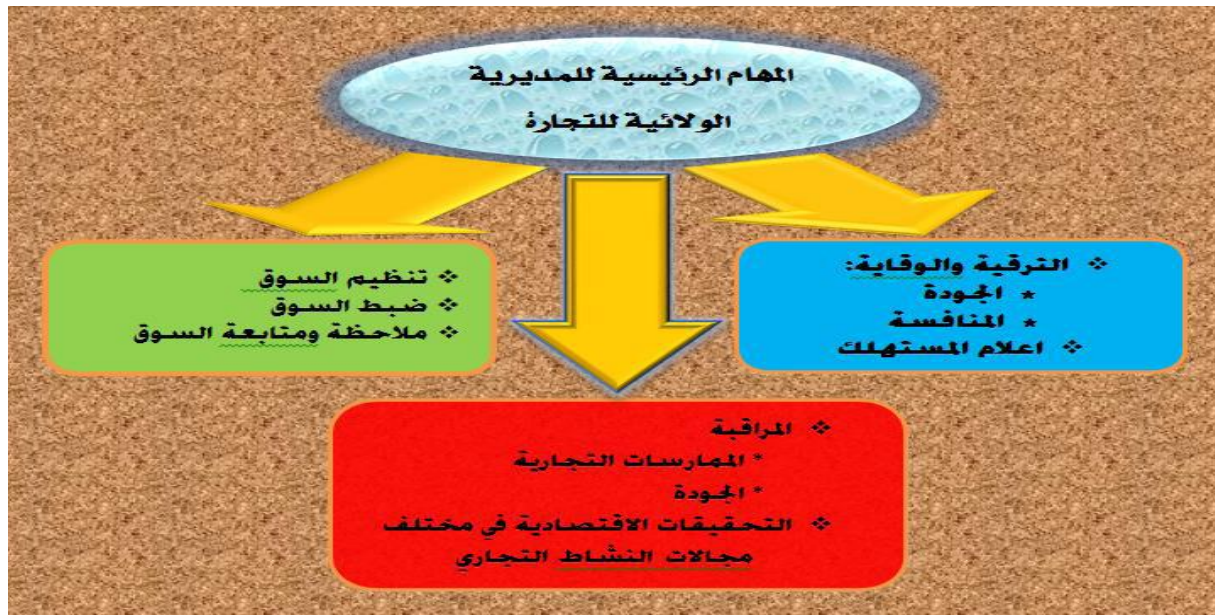 المهام الرئيسية للمديرية
الولائية للتجارة
❖ الترقية والوقاية:
★ الجودة
★ المنافسة
❖ اعلام المستهلك
❖ تنظيم السوق
❖ ضبط السوق
❖ ملاحظة ومتابعة السوق
❖ المراقبة
* الممارسات التجارية
* الجودة
❖ التحقيقات الاقتصادية في مختلف
مجالات النشاط التجاري